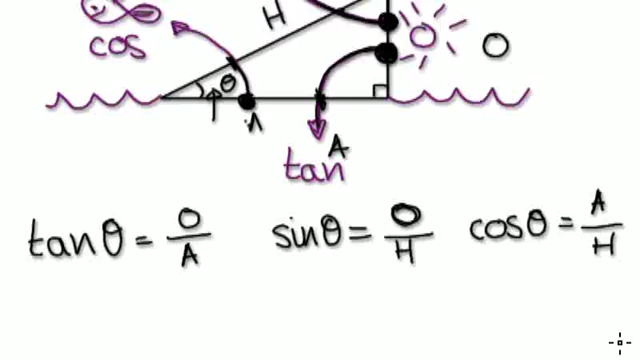 H
cos
θ
O
A
tan
tanθ = O/A
sinθ = O/H
cosθ = A/H